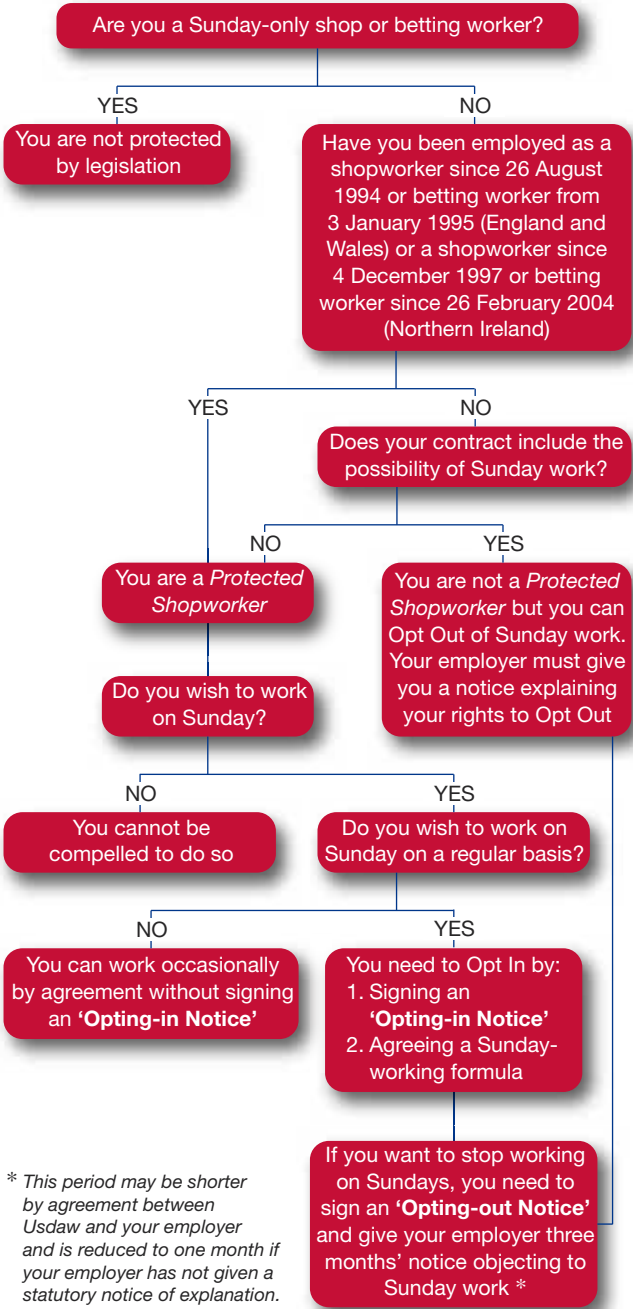 Are you a Sunday-only shop or betting worker?
YES
NO
You are not protected
by legislation
Have you been employed as a
shopworker since 26 August
1994 or betting worker from
3 January 1995 (England and
Wales) or a shopworker since
4 December 1997 or betting
worker since 26 February 2004
(Northern Ireland)
YES
NO
Does your contract include the
possibility of Sunday work?
NO
YES
You are a Protected
Shopworker
You are not a Protected
Shopworker but you can
Opt Out of Sunday work.
Your employer must give
you a notice explaining
your rights to Opt Out
Do you wish to work
on Sunday?
NO
YES
You cannot be
compelled to do so
Do you wish to work on
Sunday on a regular basis?
NO
YES
You can work occasionally
by agreement without signing
an ‘Opting-in Notice’
You need to Opt In by:
1. Signing an
‘Opting-in Notice’
2. Agreeing a Sunday-
working formula
If you want to stop working
on Sundays, you need to
sign an ‘Opting-out Notice’
and give your employer three
months’ notice objecting to
Sunday work *
* This period may be shorter
by agreement between
Usdaw and your employer
and is reduced to one month if
your employer has not given a
statutory notice of explanation.